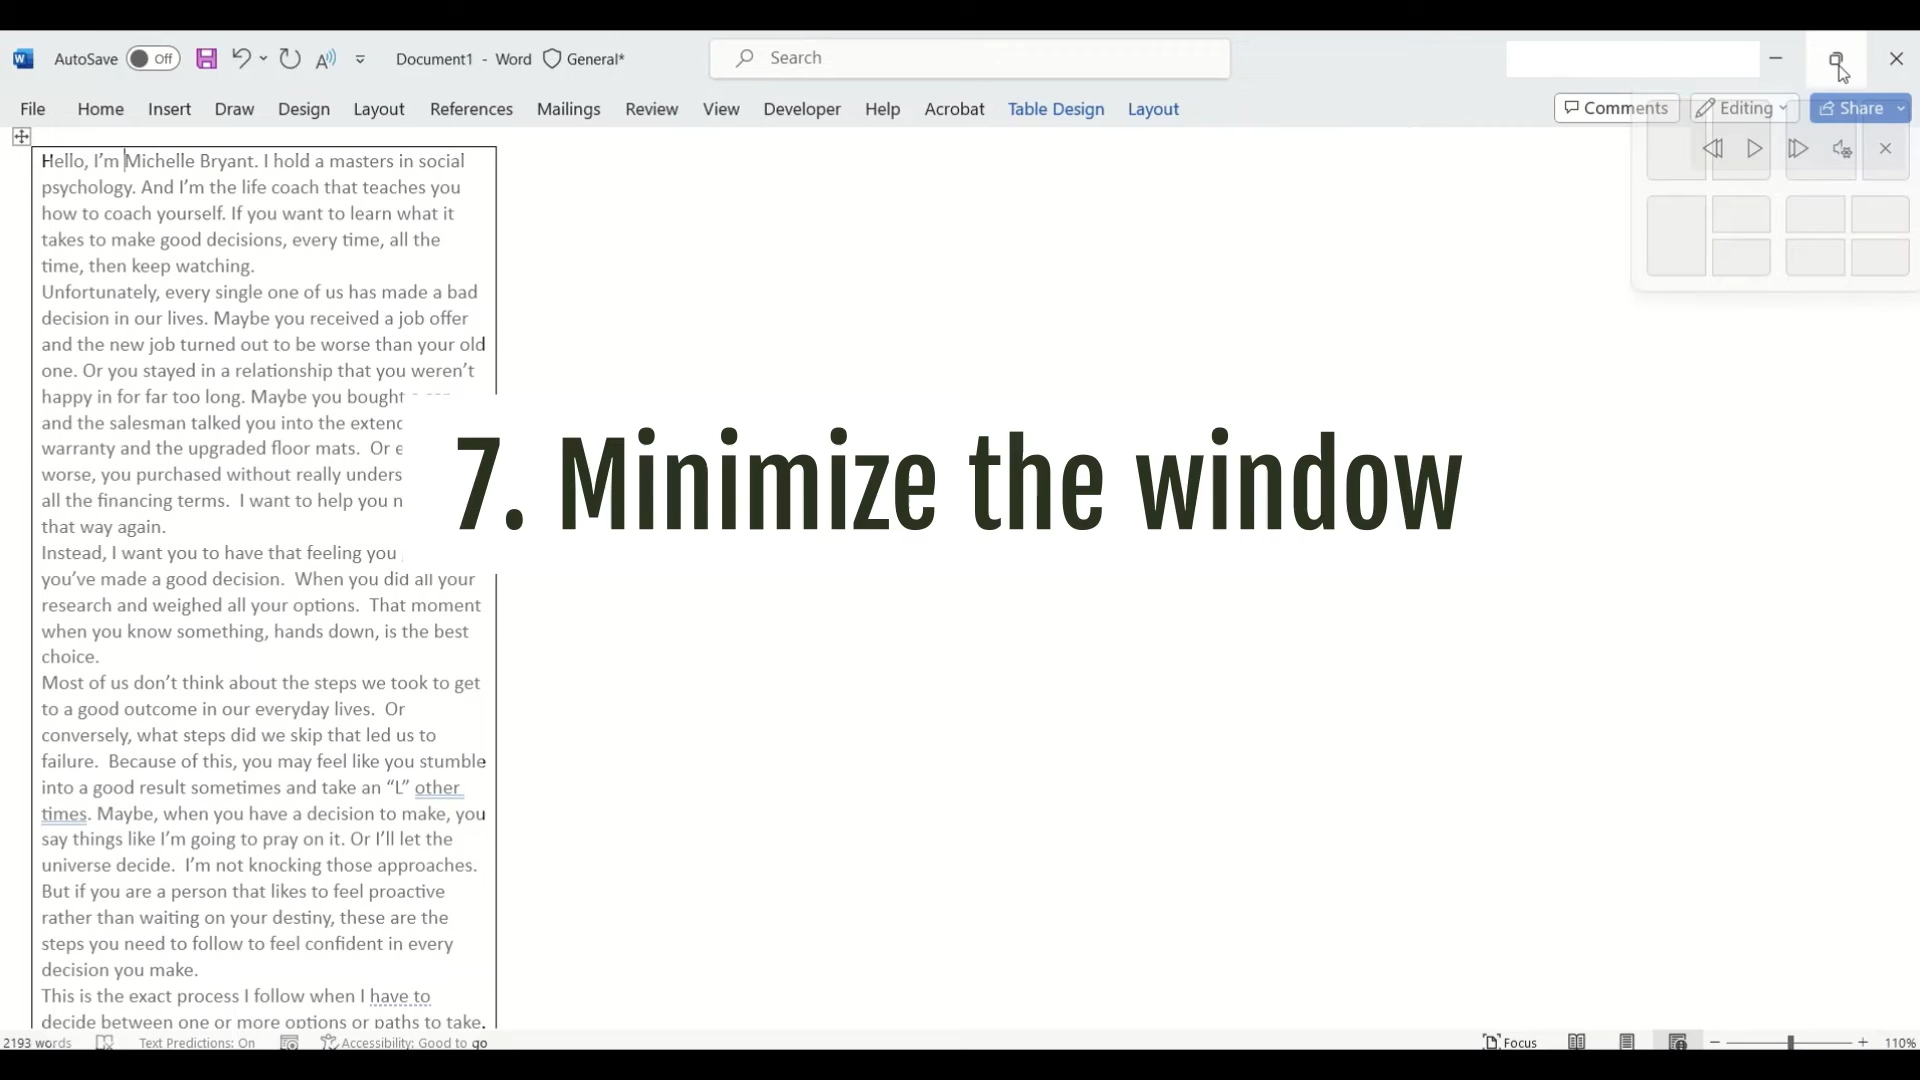 AutoSave Off Document1 - Word General* Search
File Home Insert Draw Design Layout References Mailings Review View Developer Help Acrobat Table Design Layout Comments Editing Share
Hello, I’m Michelle Bryant. I hold a masters in social
psychology. And I’m the life coach that teaches you
how to coach yourself. If you want to learn what it
takes to make good decisions, every time, all the
time, then keep watching.
Unfortunately, every single one of us has made a bad
decision in our lives. Maybe you received a job offer
and the new job turned out to be worse than your old
one. Or you stayed in a relationship that you weren’t
happy in for far too long. Maybe you bought
and the salesman talked you into the
warranty and the upgraded floor mats. Or
worse, you purchased without really
all the financing terms. I want to help you
that way again.
7. Minimize the window
Instead, I want you to have that feeling you
you’ve made a good decision. When you did all your
research and weighed all your options. That moment
when you know something, hands down, is the best
choice.
Most of us don’t think about the steps we took to get
to a good outcome in our everyday lives. Or
conversely, what steps did we skip that led us to
failure. Because of this, you may feel like you stumble
into a good result sometimes and take an “L” other
times. Maybe, when you have a decision to make, you
say things like I’m going to pray on it. Or I’ll let the
universe decide. I’m not knocking those approaches.
But if you are a person that likes to feel proactive
rather than waiting on your destiny, these are the
steps you need to follow to feel confident in every
decision you make.
This is the exact process I follow when I have to
decide between one or more options or paths to take.
2193 words Text Predictions: On Accessibility: Good to go Focus 110%